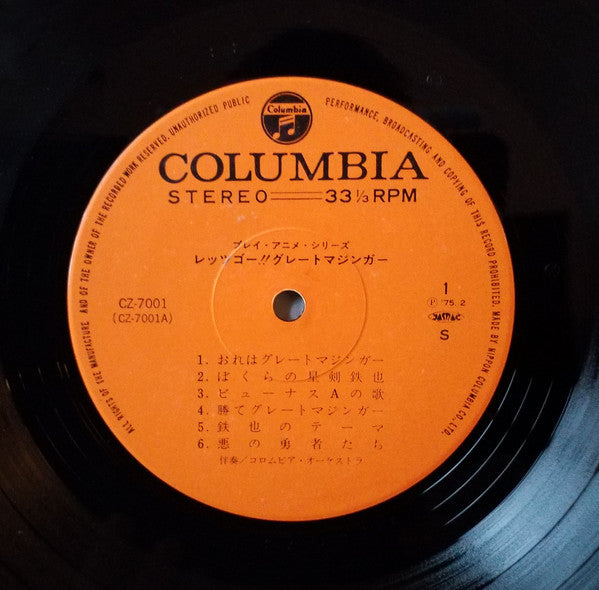 ALL RIGHTS OF THE MANUFACTURE AND OF THE OWNER OF THE RECORDED WORK RESERVED. UNAUTHORIZED PUBLIC PERFORMANCE, BROADCASTING AND COPYING OF THIS RECORD PROHIBITED. MADE BY NIPPON COLUMBIA CO., LTD.
Columbia
COLUMBIA
STEREO 33 1/3 RPM
プレイ・アニメ・シリーズ
レッツゴー!!グレートマジンガー
CZ-7001
(CZ-7001A)
1
Ⓟ '75. 2
JASRAC
S
1. おれはグレートマジンガー
2. ぼくらの星剣鉄也
3. ビューナスAの歌
4. 勝てグレートマジンガー
5. 鉄也のテーマ
6. 悪の勇者たち
伴奏/コロムビア・オーケストラ